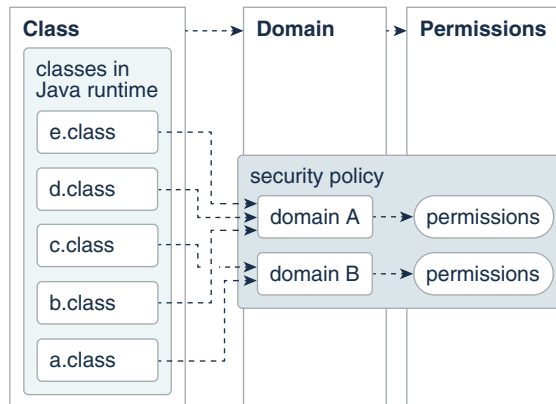 Class
Domain
Permissions
classes in
Java runtime
e.class
d.class
c.class
b.class
a.class
security policy
domain A
permissions
domain B
permissions